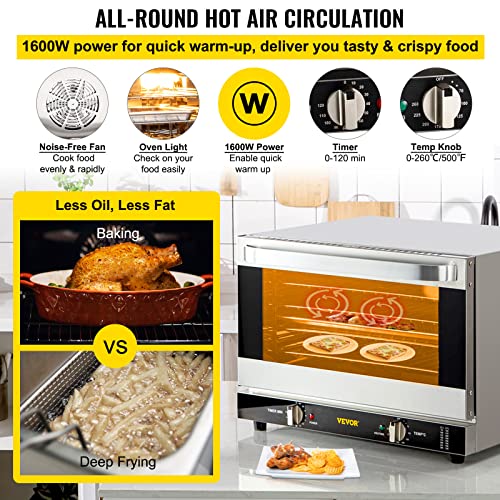 ALL-ROUND HOT AIR CIRCULATION
1600W power for quick warm-up, deliver you tasty & crispy food
W
OFF
Noise-Free Fan
Cook food
evenly & rapidly
Oven Light
Check on your
food easily
1600W Power
Enable quick
warm up
Timer
0-120 min
Temp Knob
0-260℃/500℉
Less Oil, Less Fat
Baking
VS
Deep Frying
VEVOR